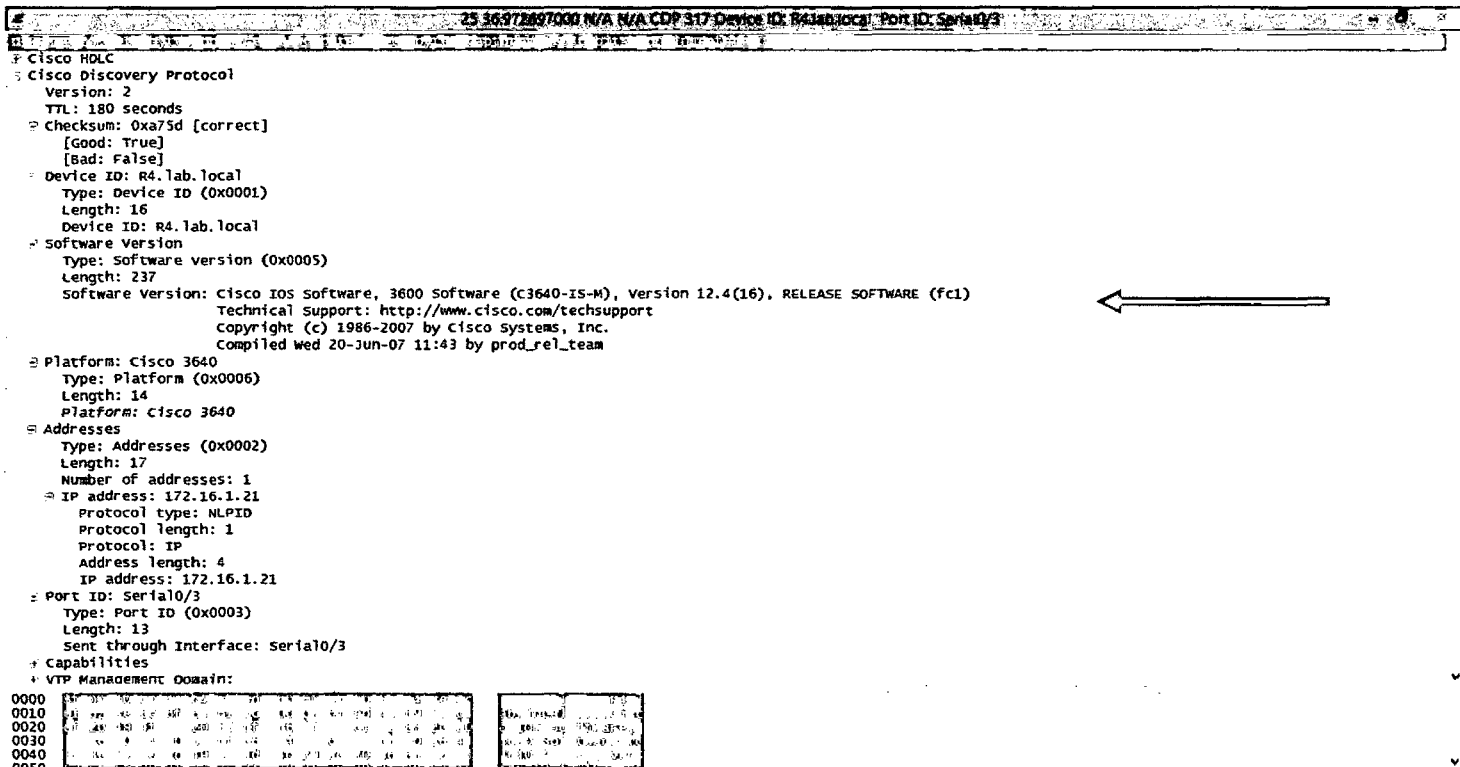 25 36.972697000 N/A N/A CDP 317 Device ID: R4.lab.local Port ID: Serial0/3
Cisco HDLC
Cisco Discovery Protocol
Version: 2
TTL: 180 seconds
Checksum: 0xa75d [correct]
[Good: True]
[Bad: False]
Device ID: R4.lab.local
Type: Device ID (0x0001)
Length: 16
Device ID: R4.lab.local
Software Version
Type: Software version (0x0005)
Length: 237
Software Version: Cisco IOS Software, 3600 Software (C3640-IS-M), Version 12.4(16), RELEASE SOFTWARE (fc1)
Technical Support: http://www.cisco.com/techsupport
Copyright (c) 1986-2007 by Cisco Systems, Inc.
Compiled Wed 20-Jun-07 11:43 by prod_rel_team
Platform: Cisco 3640
Type: Platform (0x0006)
Length: 14
Platform: Cisco 3640
Addresses
Type: Addresses (0x0002)
Length: 17
Number of addresses: 1
IP address: 172.16.1.21
Protocol type: NLPID
Protocol length: 1
Protocol: IP
Address length: 4
IP address: 172.16.1.21
Port ID: Serial0/3
Type: Port ID (0x0003)
Length: 13
Sent through Interface: Serial0/3
Capabilities
VTP Management Domain:
0000
0010
0020
0030
0040
0050